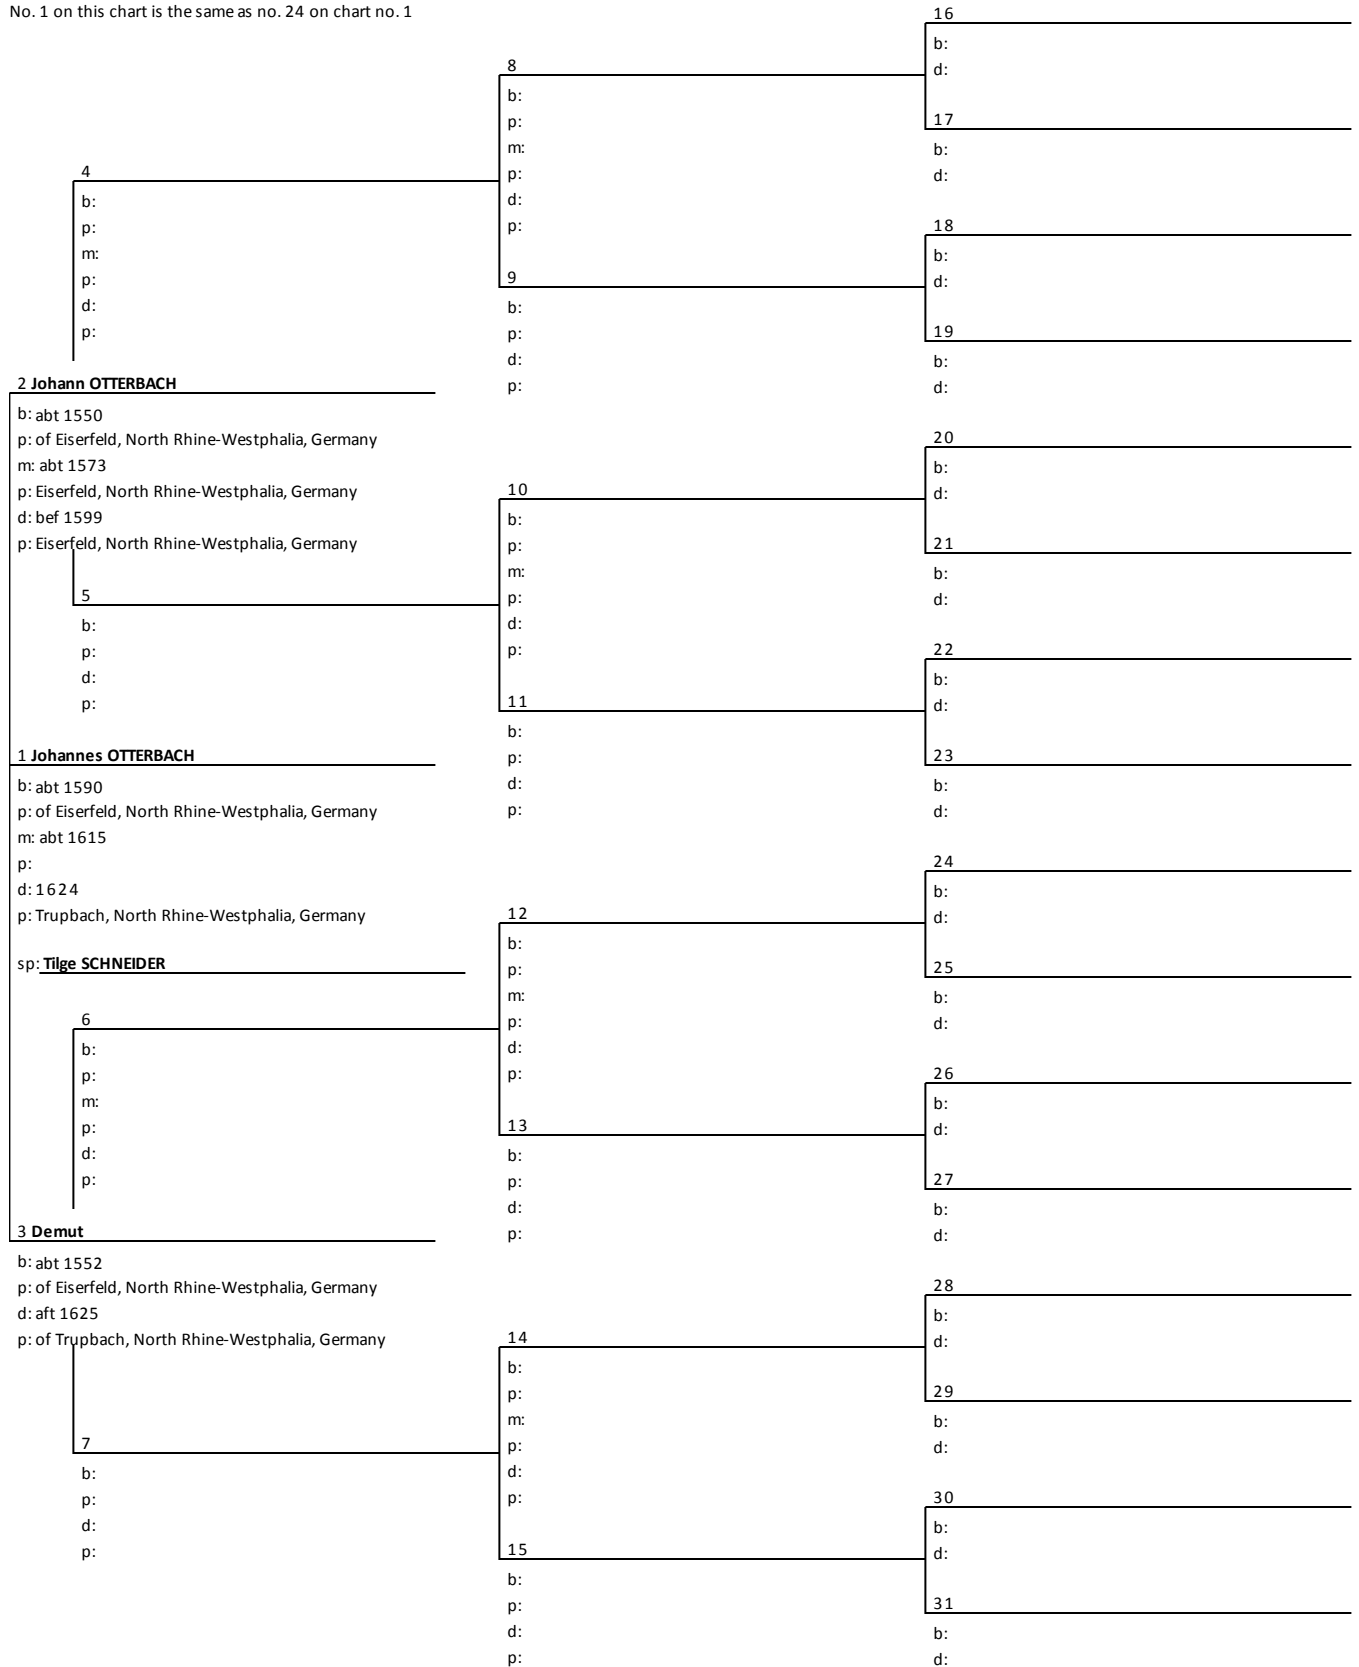 No. 1 on this chart is the same as no. 24 on chart no. 1
4
b:
p:
m:
p:
d:
p:
2 Johann OTTERBACH
b: abt 1550
p: of Eiserfeld, North Rhine-Westphalia, Germany
m: abt 1573
p: Eiserfeld, North Rhine-Westphalia, Germany
d: bef 1599
p: Eiserfeld, North Rhine-Westphalia, Germany
5
b:
p:
d:
p:
1 Johannes OTTERBACH
b: abt 1590
p: of Eiserfeld, North Rhine-Westphalia, Germany
m: abt 1615
p:
d: 1624
p: Trupbach, North Rhine-Westphalia, Germany
sp: Tilge SCHNEIDER
6
b:
p:
m:
p:
d:
p:
3 Demut
b: abt 1552
p: of Eiserfeld, North Rhine-Westphalia, Germany
d: aft 1625
p: of Trupbach, North Rhine-Westphalia, Germany
7
b:
p:
d:
p:
8
b:
p:
m:
p:
d:
p:
9
b:
p:
d:
p:
10
b:
p:
m:
p:
d:
p:
11
b:
p:
d:
p:
12
b:
p:
m:
p:
d:
p:
13
b:
p:
d:
p:
14
b:
p:
m:
p:
d:
p:
15
b:
p:
d:
p:
16
b:
d:
17
b:
d:
18
b:
d:
19
b:
d:
20
b:
d:
21
b:
d:
22
b:
d:
23
b:
d:
24
b:
d:
25
b:
d:
26
b:
d:
27
b:
d:
28
b:
d:
29
b:
d:
30
b:
d:
31
b:
d: